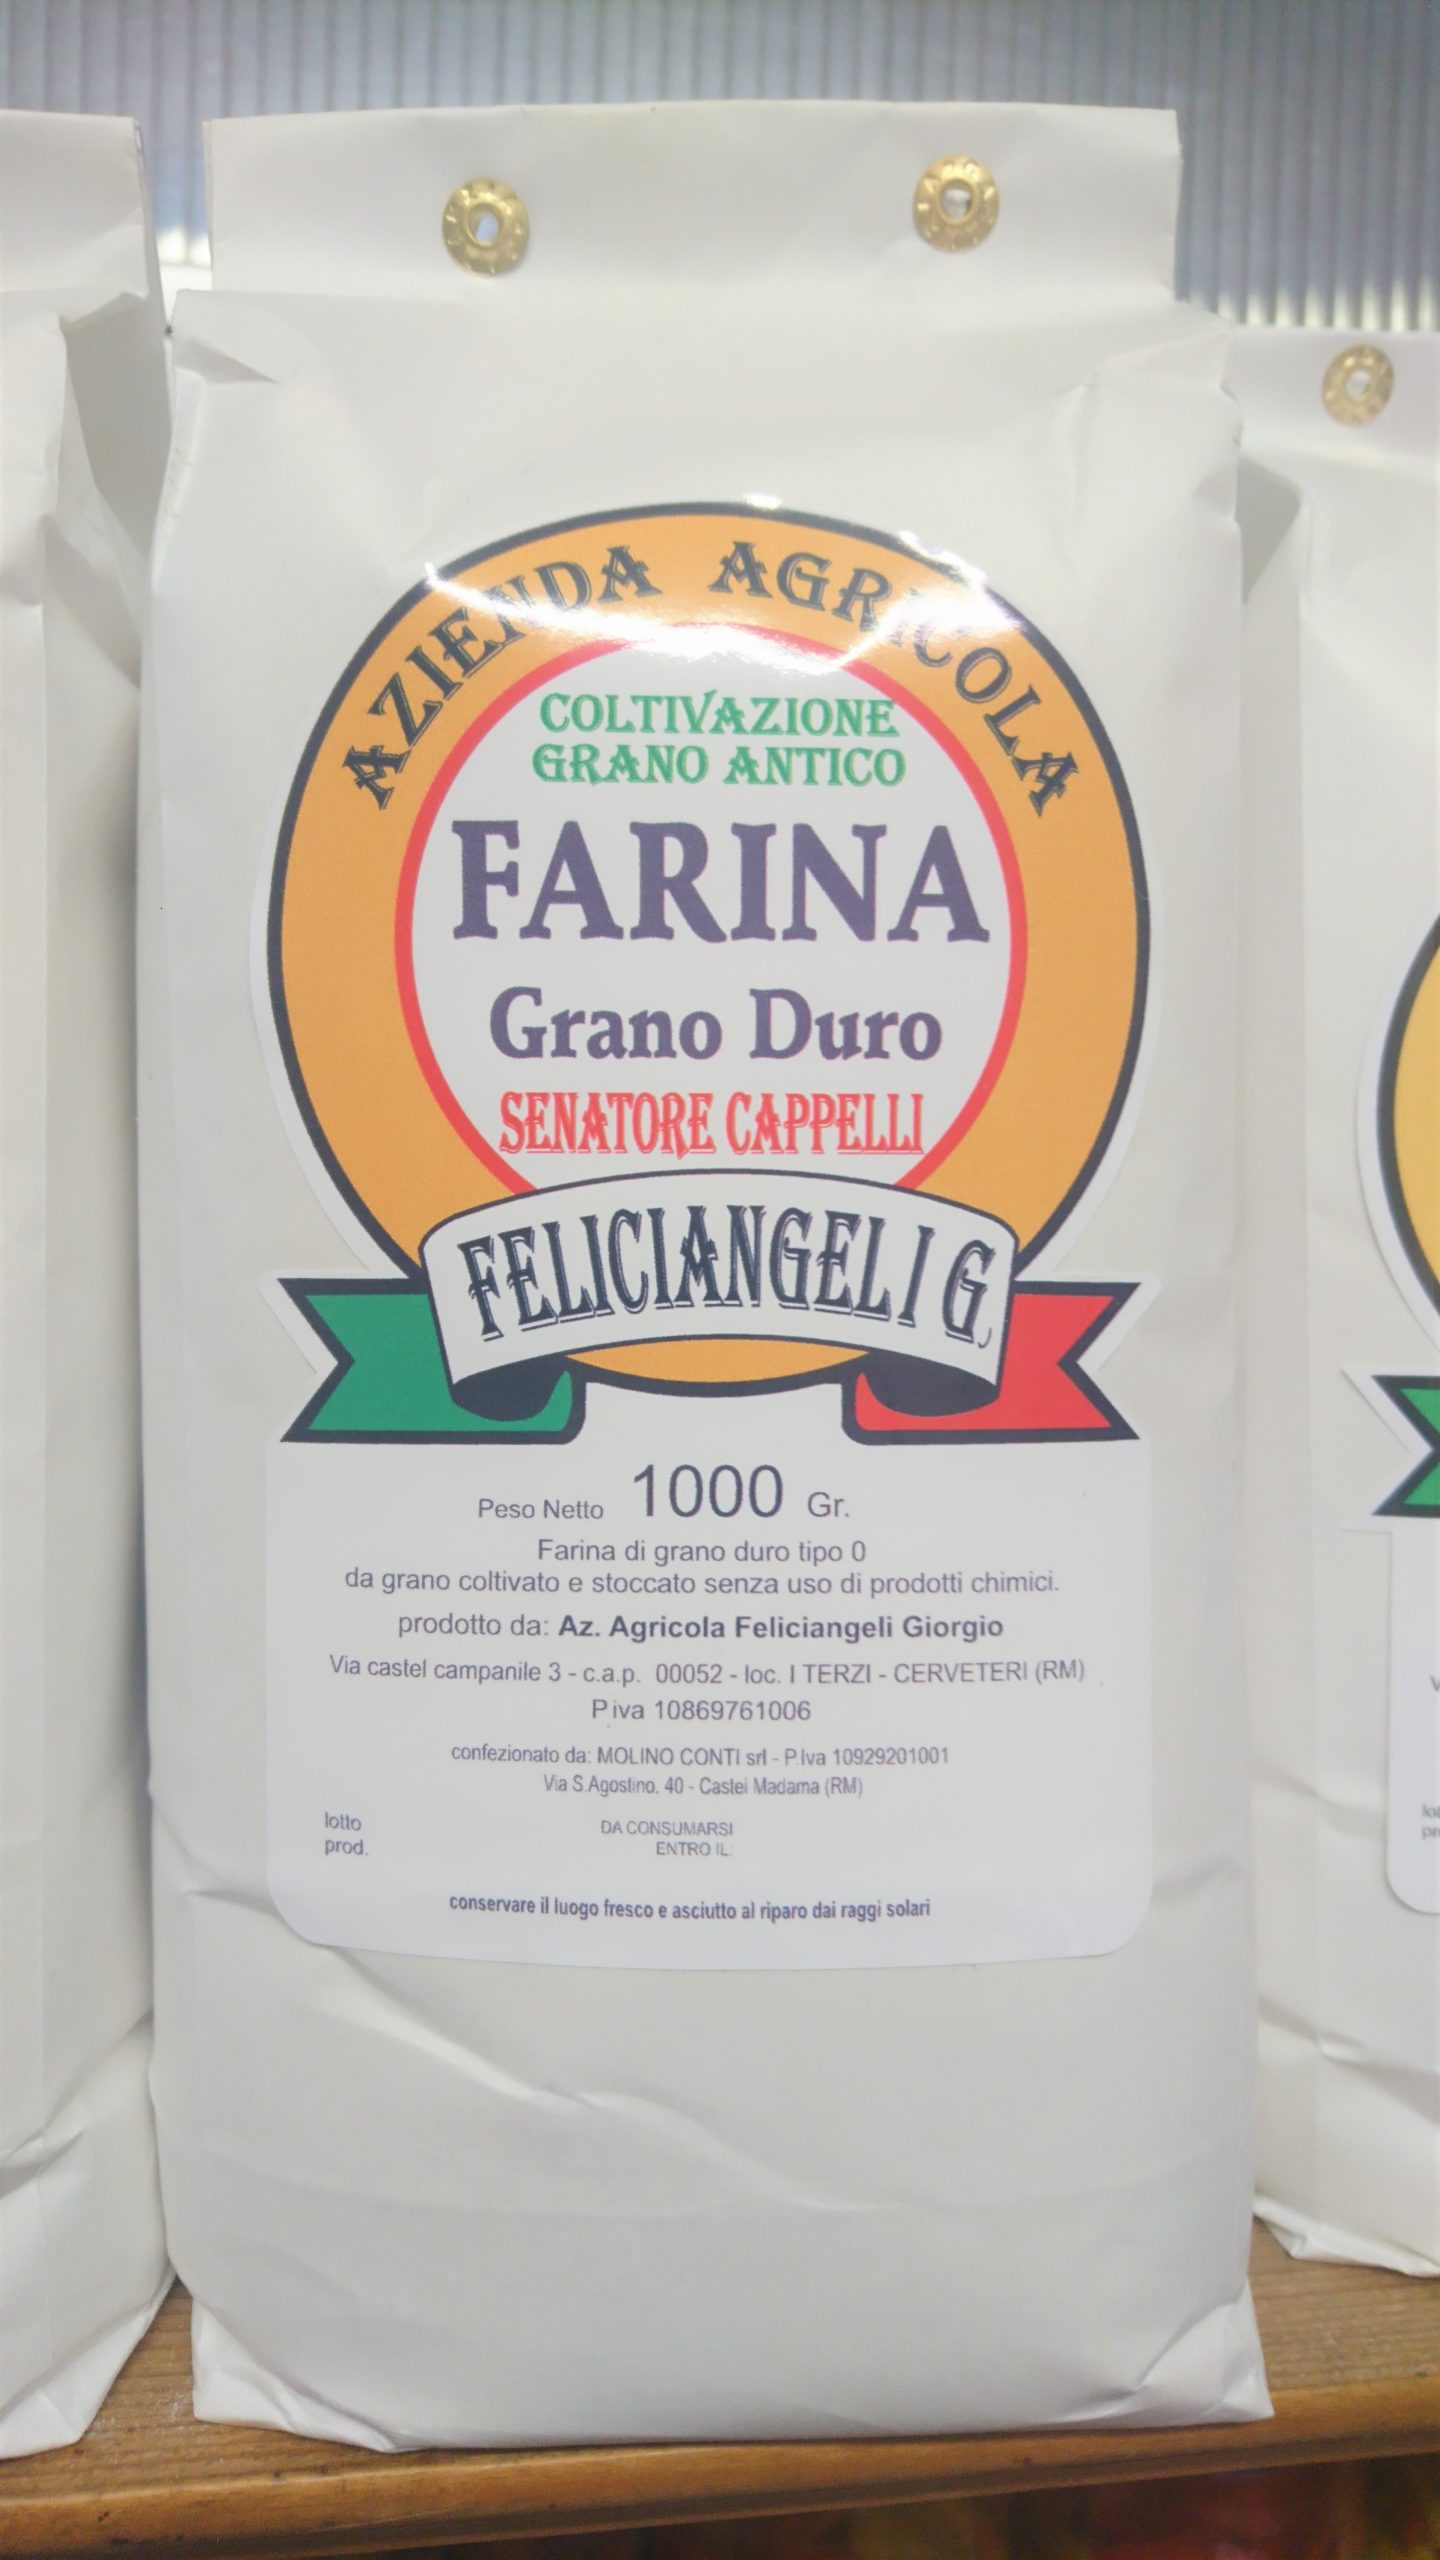 AZIENDA AGRICOLA
COLTIVAZIONE
GRANO ANTICO
FARINA
Grano Duro
SENATORE CAPPELLI
FELICIANGELI G.
Peso Netto 1000 Gr.
Farina di grano duro tipo 0
da grano coltivato e stoccato senza uso di prodotti chimici.
prodotto da: Az. Agricola Feliciangeli Giorgio
Via castel campanile 3 - c.a.p. 00052 - loc. I TERZI - CERVETERI (RM)
P.iva 10869761006
confezionato da: MOLINO CONTI srl - P.Iva 10929201001
Via S.Agostino, 40 - Castel Madama (RM)
lotto
prod.
DA CONSUMARSI
ENTRO IL:
conservare il luogo fresco e asciutto al riparo dai raggi solari